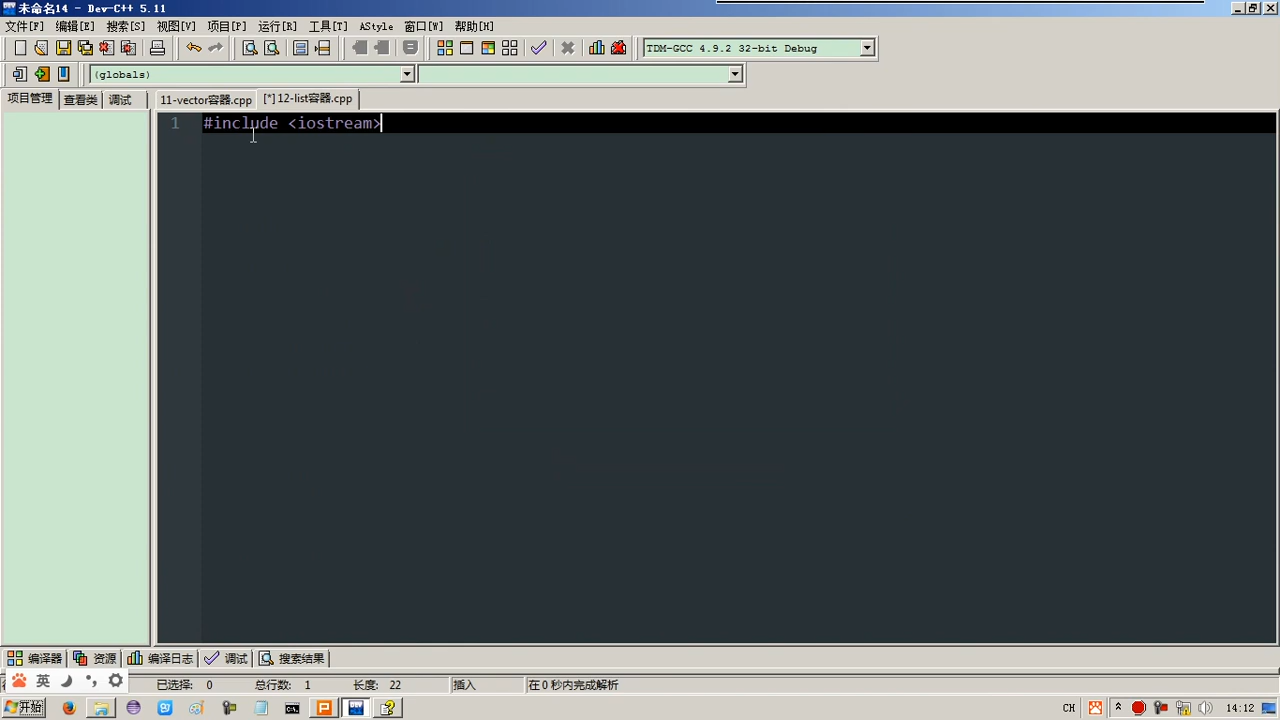 未命名14 - Dev-C++ 5.11
文件[F] 编辑[E] 搜索[S] 视图[V] 项目[P] 运行[R] 工具[T] AStyle 窗口[W] 帮助[H]
TDM-GCC 4.9.2 32-bit Debug
(globals)
项目管理 查看类 调试 11-vector容器.cpp [*] 12-list容器.cpp
1 #include <iostream>
编译器 资源 编译日志 调试 搜索结果
英 已选择: 0 总行数: 1 长度: 22 插入 在 0 秒内完成解析
开始 CH 14:12